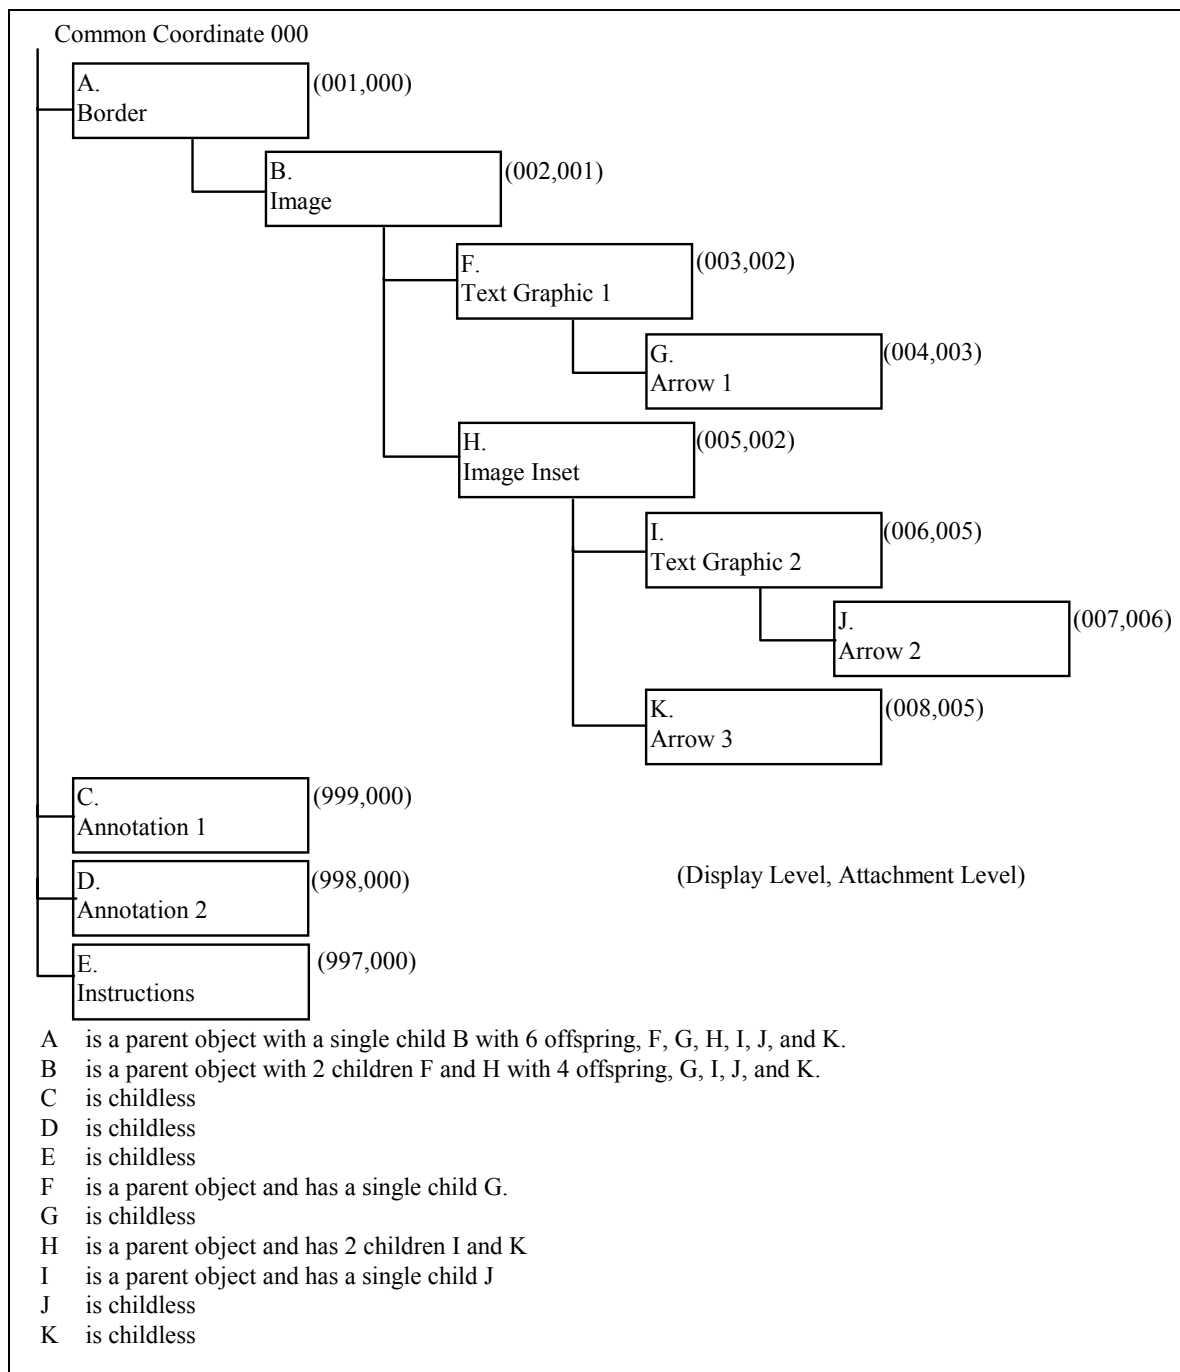 Common Coordinate 000
A.
Border
(001,000)
B.
Image
(002,001)
F.
Text Graphic 1
(003,002)
G.
Arrow 1
(004,003)
H.
Image Inset
(005,002)
I.
Text Graphic 2
(006,005)
J.
Arrow 2
(007,006)
K.
Arrow 3
(008,005)
C.
Annotation 1
(999,000)
D.
Annotation 2
(998,000)
(Display Level, Attachment Level)
E.
Instructions
(997,000)
A is a parent object with a single child B with 6 offspring, F, G, H, I, J, and K.
B is a parent object with 2 children F and H with 4 offspring, G, I, J, and K.
C is childless
D is childless
E is childless
F is a parent object and has a single child G.
G is childless
H is a parent object and has 2 children I and K
I is a parent object and has a single child J
J is childless
K is childless